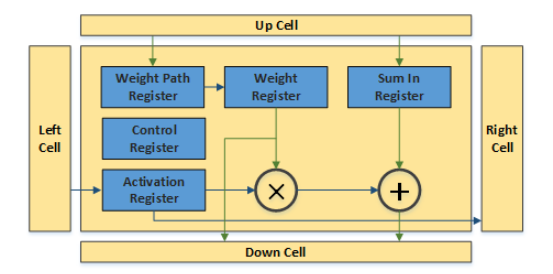 Up Cell
Weight Path
Register
Weight
Register
Sum In
Register
Left
Cell
Control
Register
Right
Cell
Activation
Register
×
+
Down Cell